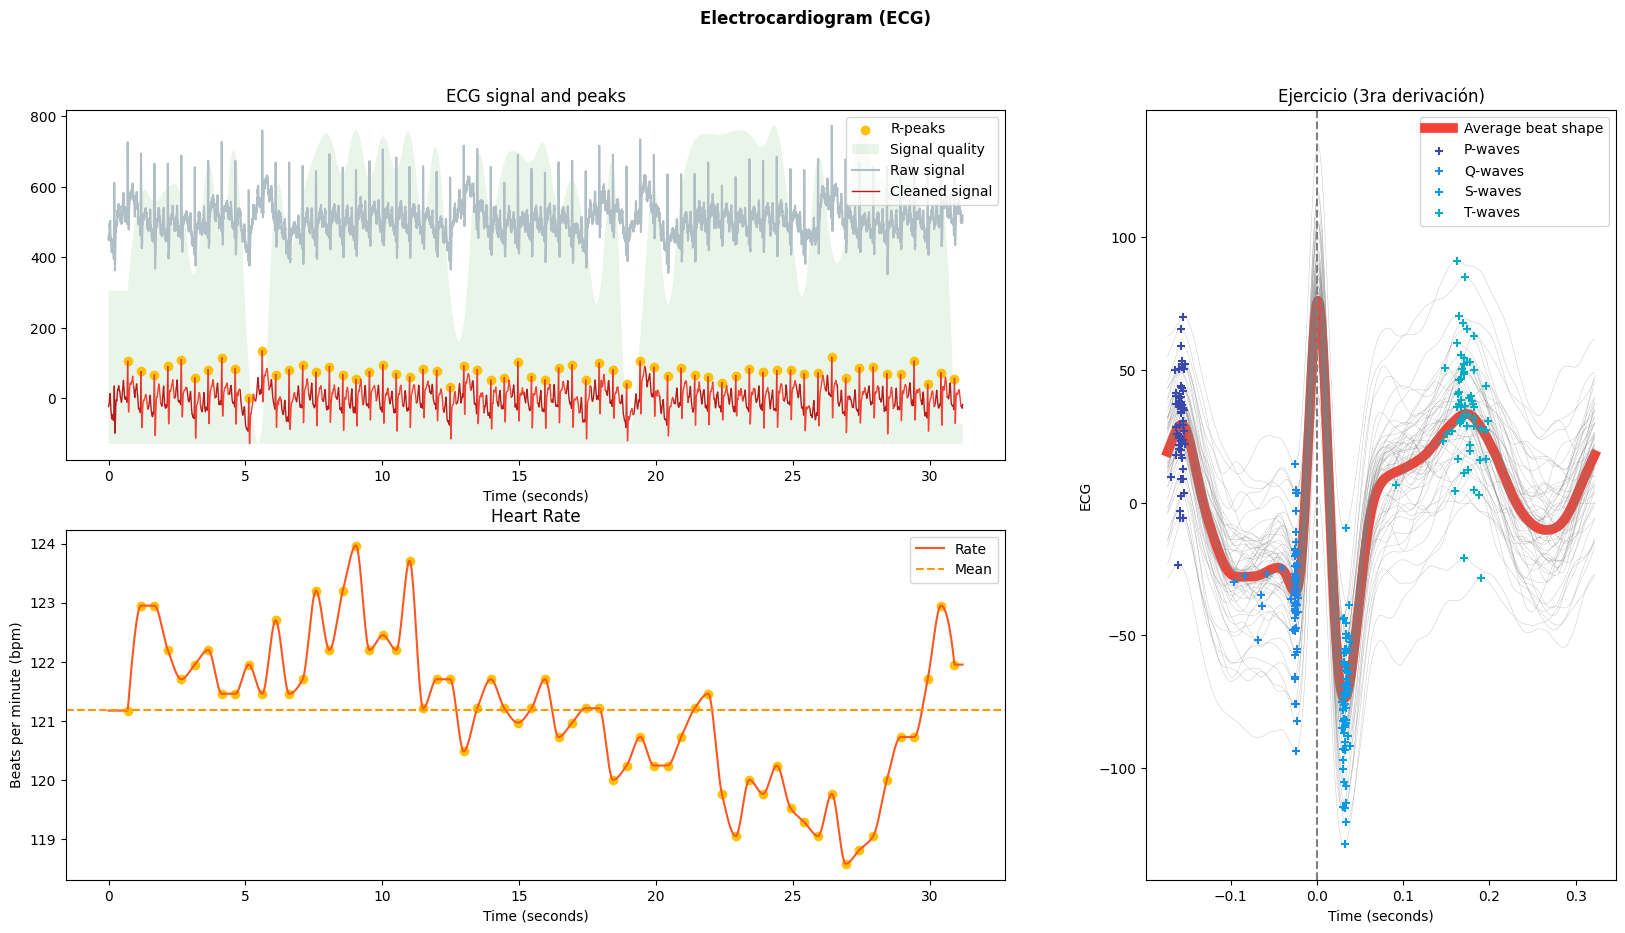 Electrocardiogram (ECG)
ECG signal and peaks
800
600
400
200
0
R-peaks
Signal quality
Raw signal
Cleaned signal
0 5 10 15 20 25 30
Time (seconds)
Heart Rate
Beats per minute (bpm)
124
123
122
121
120
119
Rate
Mean
0 5 10 15 20 25 30
Time (seconds)
Ejercicio (3ra derivación)
Average beat shape
P-waves
Q-waves
S-waves
T-waves
ECG
100
50
0
−50
−100
−0.1 0.0 0.1 0.2 0.3
Time (seconds)